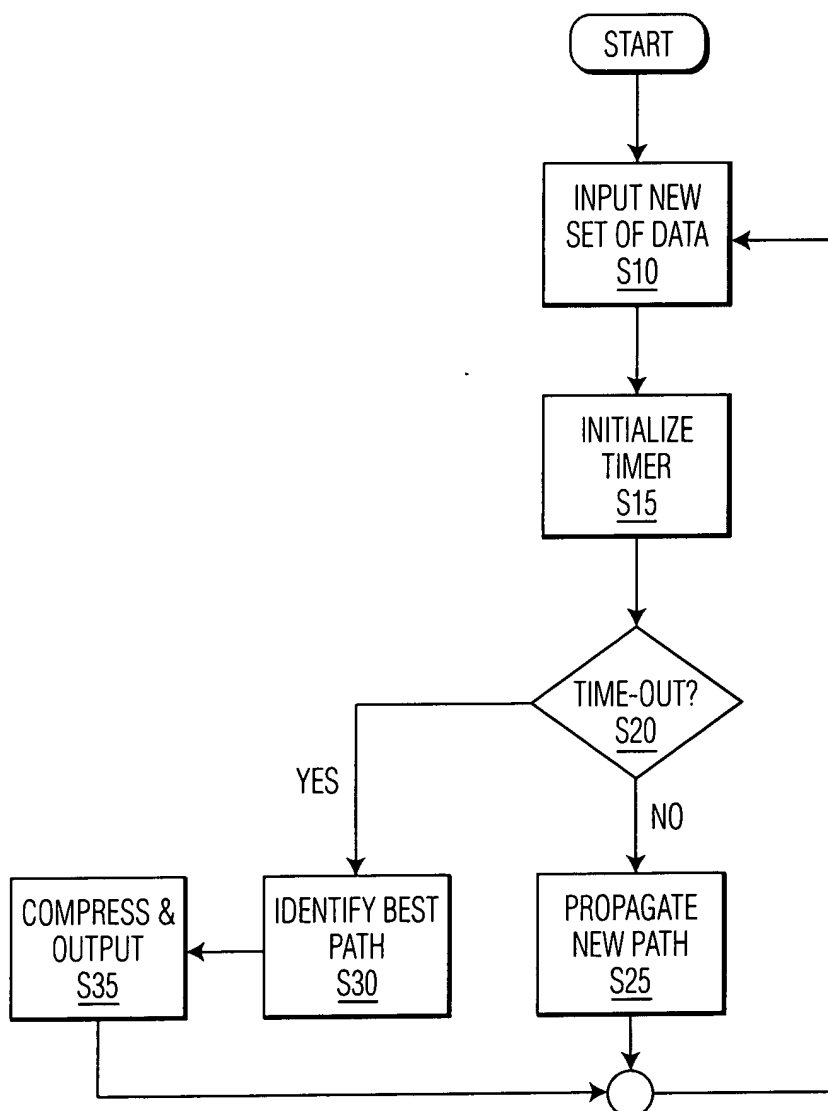 START
INPUT NEW
SET OF DATA
S10
INITIALIZE
TIMER
S15
TIME-OUT?
S20
YES
NO
COMPRESS &
OUTPUT
S35
IDENTIFY BEST
PATH
S30
PROPAGATE
NEW PATH
S25